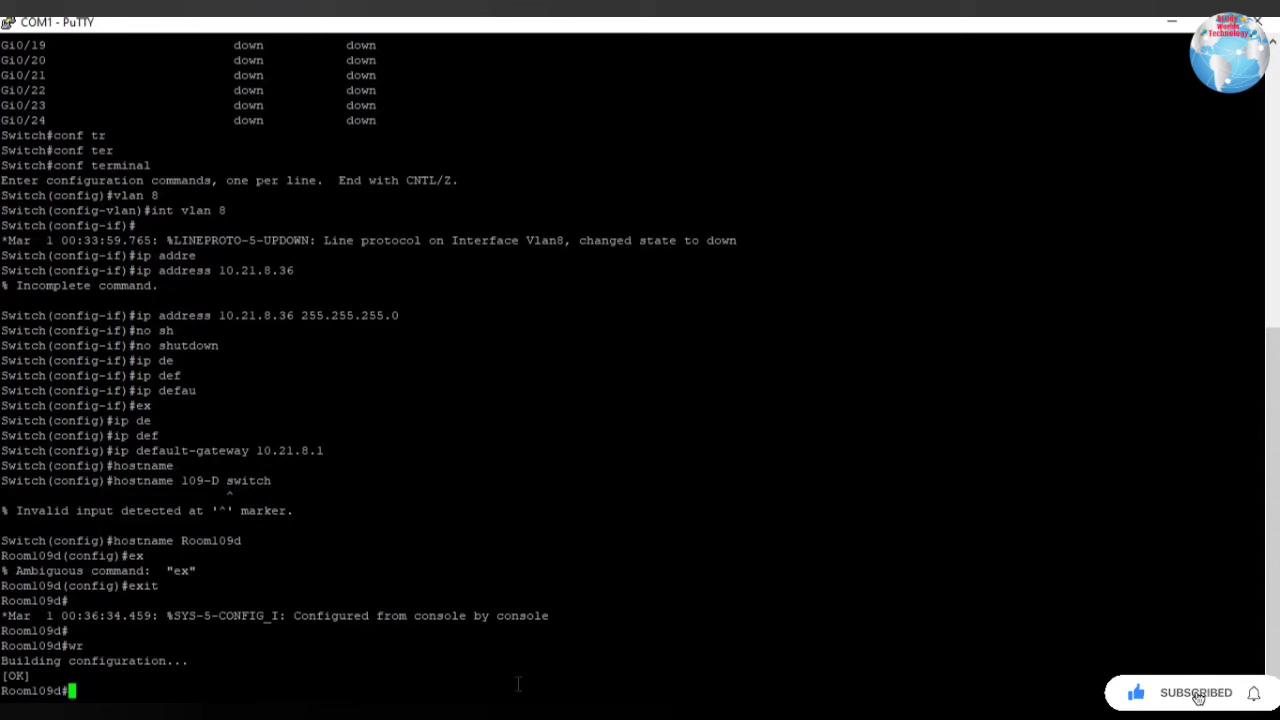 COM1 - PuTTY
Study
Worlds
Technology
Gi0/19 down down
Gi0/20 down down
Gi0/21 down down
Gi0/22 down down
Gi0/23 down down
Gi0/24 down down
Switch#conf tr
Switch#conf ter
Switch#conf terminal
Enter configuration commands, one per line. End with CNTL/Z.
Switch(config)#vlan 8
Switch(config-vlan)#int vlan 8
Switch(config-if)#
*Mar 1 00:33:59.765: %LINEPROTO-5-UPDOWN: Line protocol on Interface Vlan8, changed state to down
Switch(config-if)#ip addre
Switch(config-if)#ip address 10.21.8.36
% Incomplete command.
Switch(config-if)#ip address 10.21.8.36 255.255.255.0
Switch(config-if)#no sh
Switch(config-if)#no shutdown
Switch(config-if)#ip de
Switch(config-if)#ip def
Switch(config-if)#ip defau
Switch(config-if)#ex
Switch(config)#ip de
Switch(config)#ip def
Switch(config)#ip default-gateway 10.21.8.1
Switch(config)#hostname
Switch(config)#hostname 109-D switch
^
% Invalid input detected at '^' marker.
Switch(config)#hostname Room109d
Room109d(config)#ex
% Ambiguous command: "ex"
Room109d(config)#exit
Room109d#
*Mar 1 00:36:34.459: %SYS-5-CONFIG_I: Configured from console by console
Room109d#
Room109d#wr
Building configuration...
[OK]
Room109d#
SUBSCRIBED